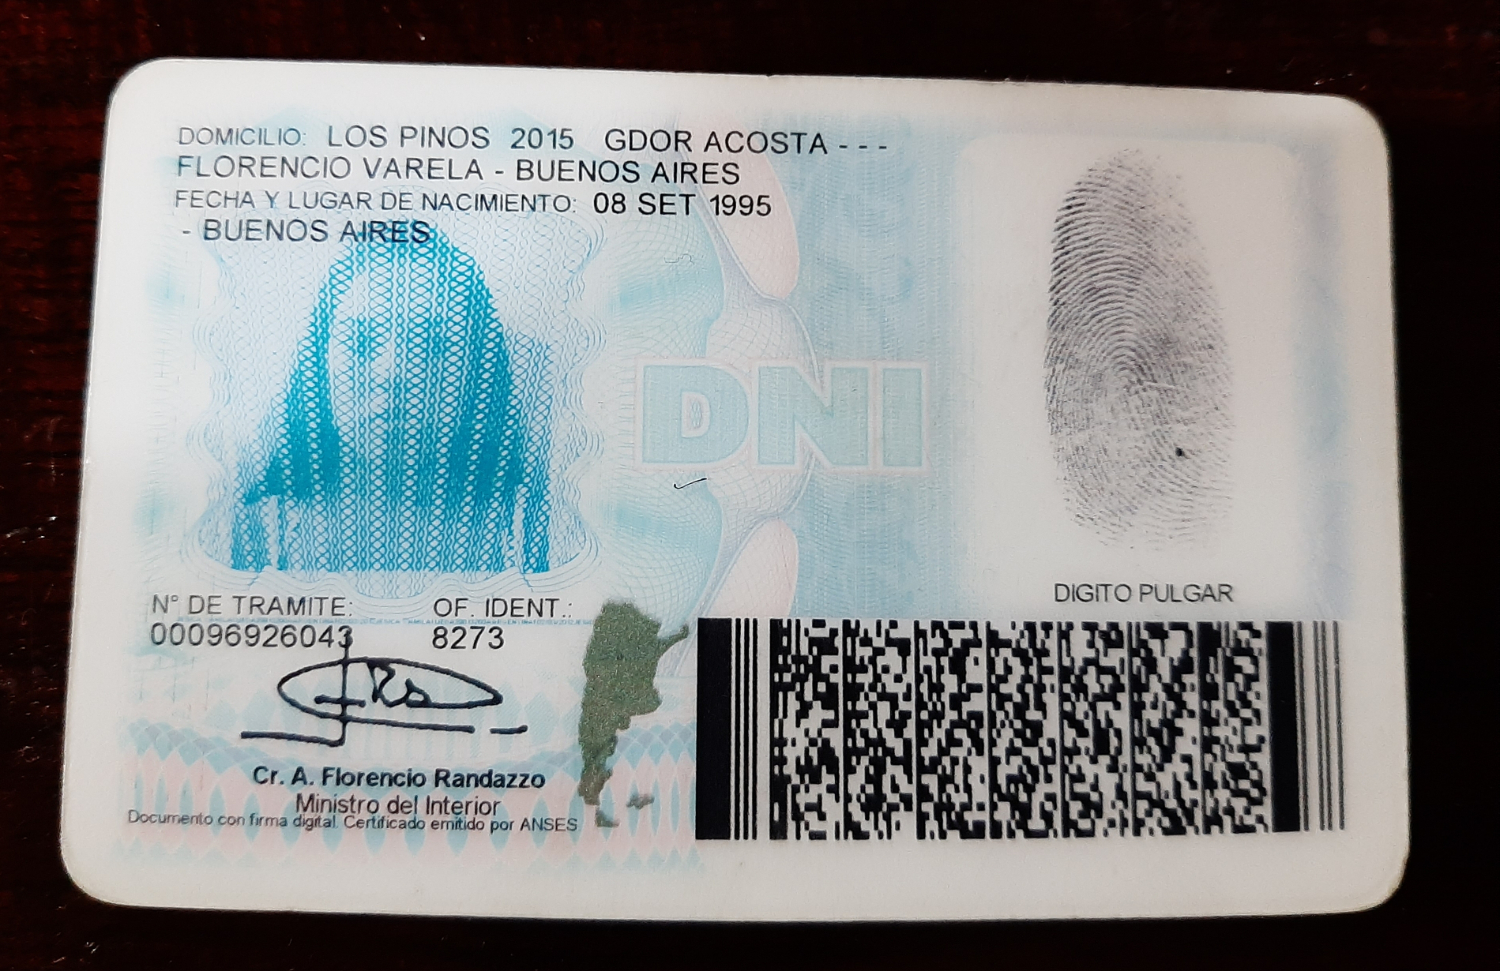 DOMICILIO: LOS PINOS 2015 GDOR ACOSTA - - -
FLORENCIO VARELA - BUENOS AIRES
FECHA Y LUGAR DE NACIMIENTO: 08 SET 1995
- BUENOS AIRES
DNI
DIGITO PULGAR
N° DE TRAMITE: OF. IDENT.:
00096926043 8273
Cr. A. Florencio Randazzo
Ministro del Interior
Documento con firma digital. Certificado emitido por ANSES